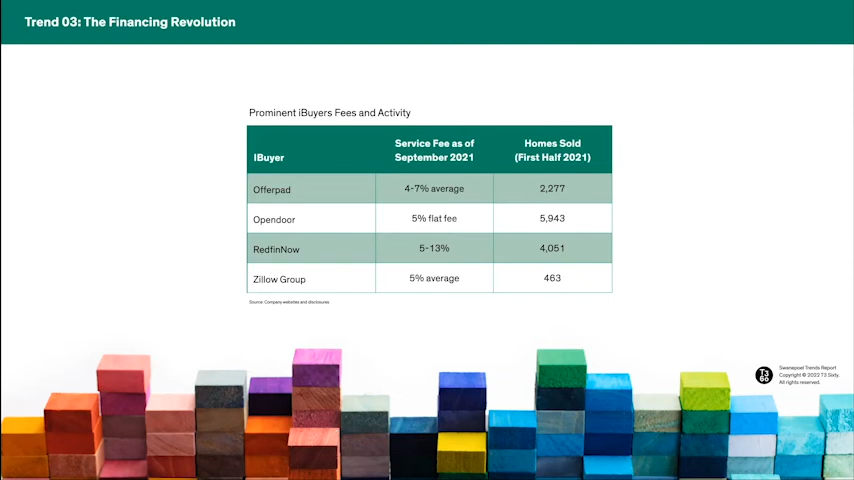 Trend 03: The Financing Revolution
Prominent iBuyers Fees and Activity
iBuyer
Service Fee as of
September 2021
Homes Sold
(First Half 2021)
Offerpad 4-7% average 2,277
Opendoor 5% flat fee 5,943
RedfinNow 5-13% 4,051
Zillow Group 5% average 463
Source: Company websites and disclosures
T3
60
Swanepoel Trends Report
Copyright © 2022 T3 Sixty.
All rights reserved.